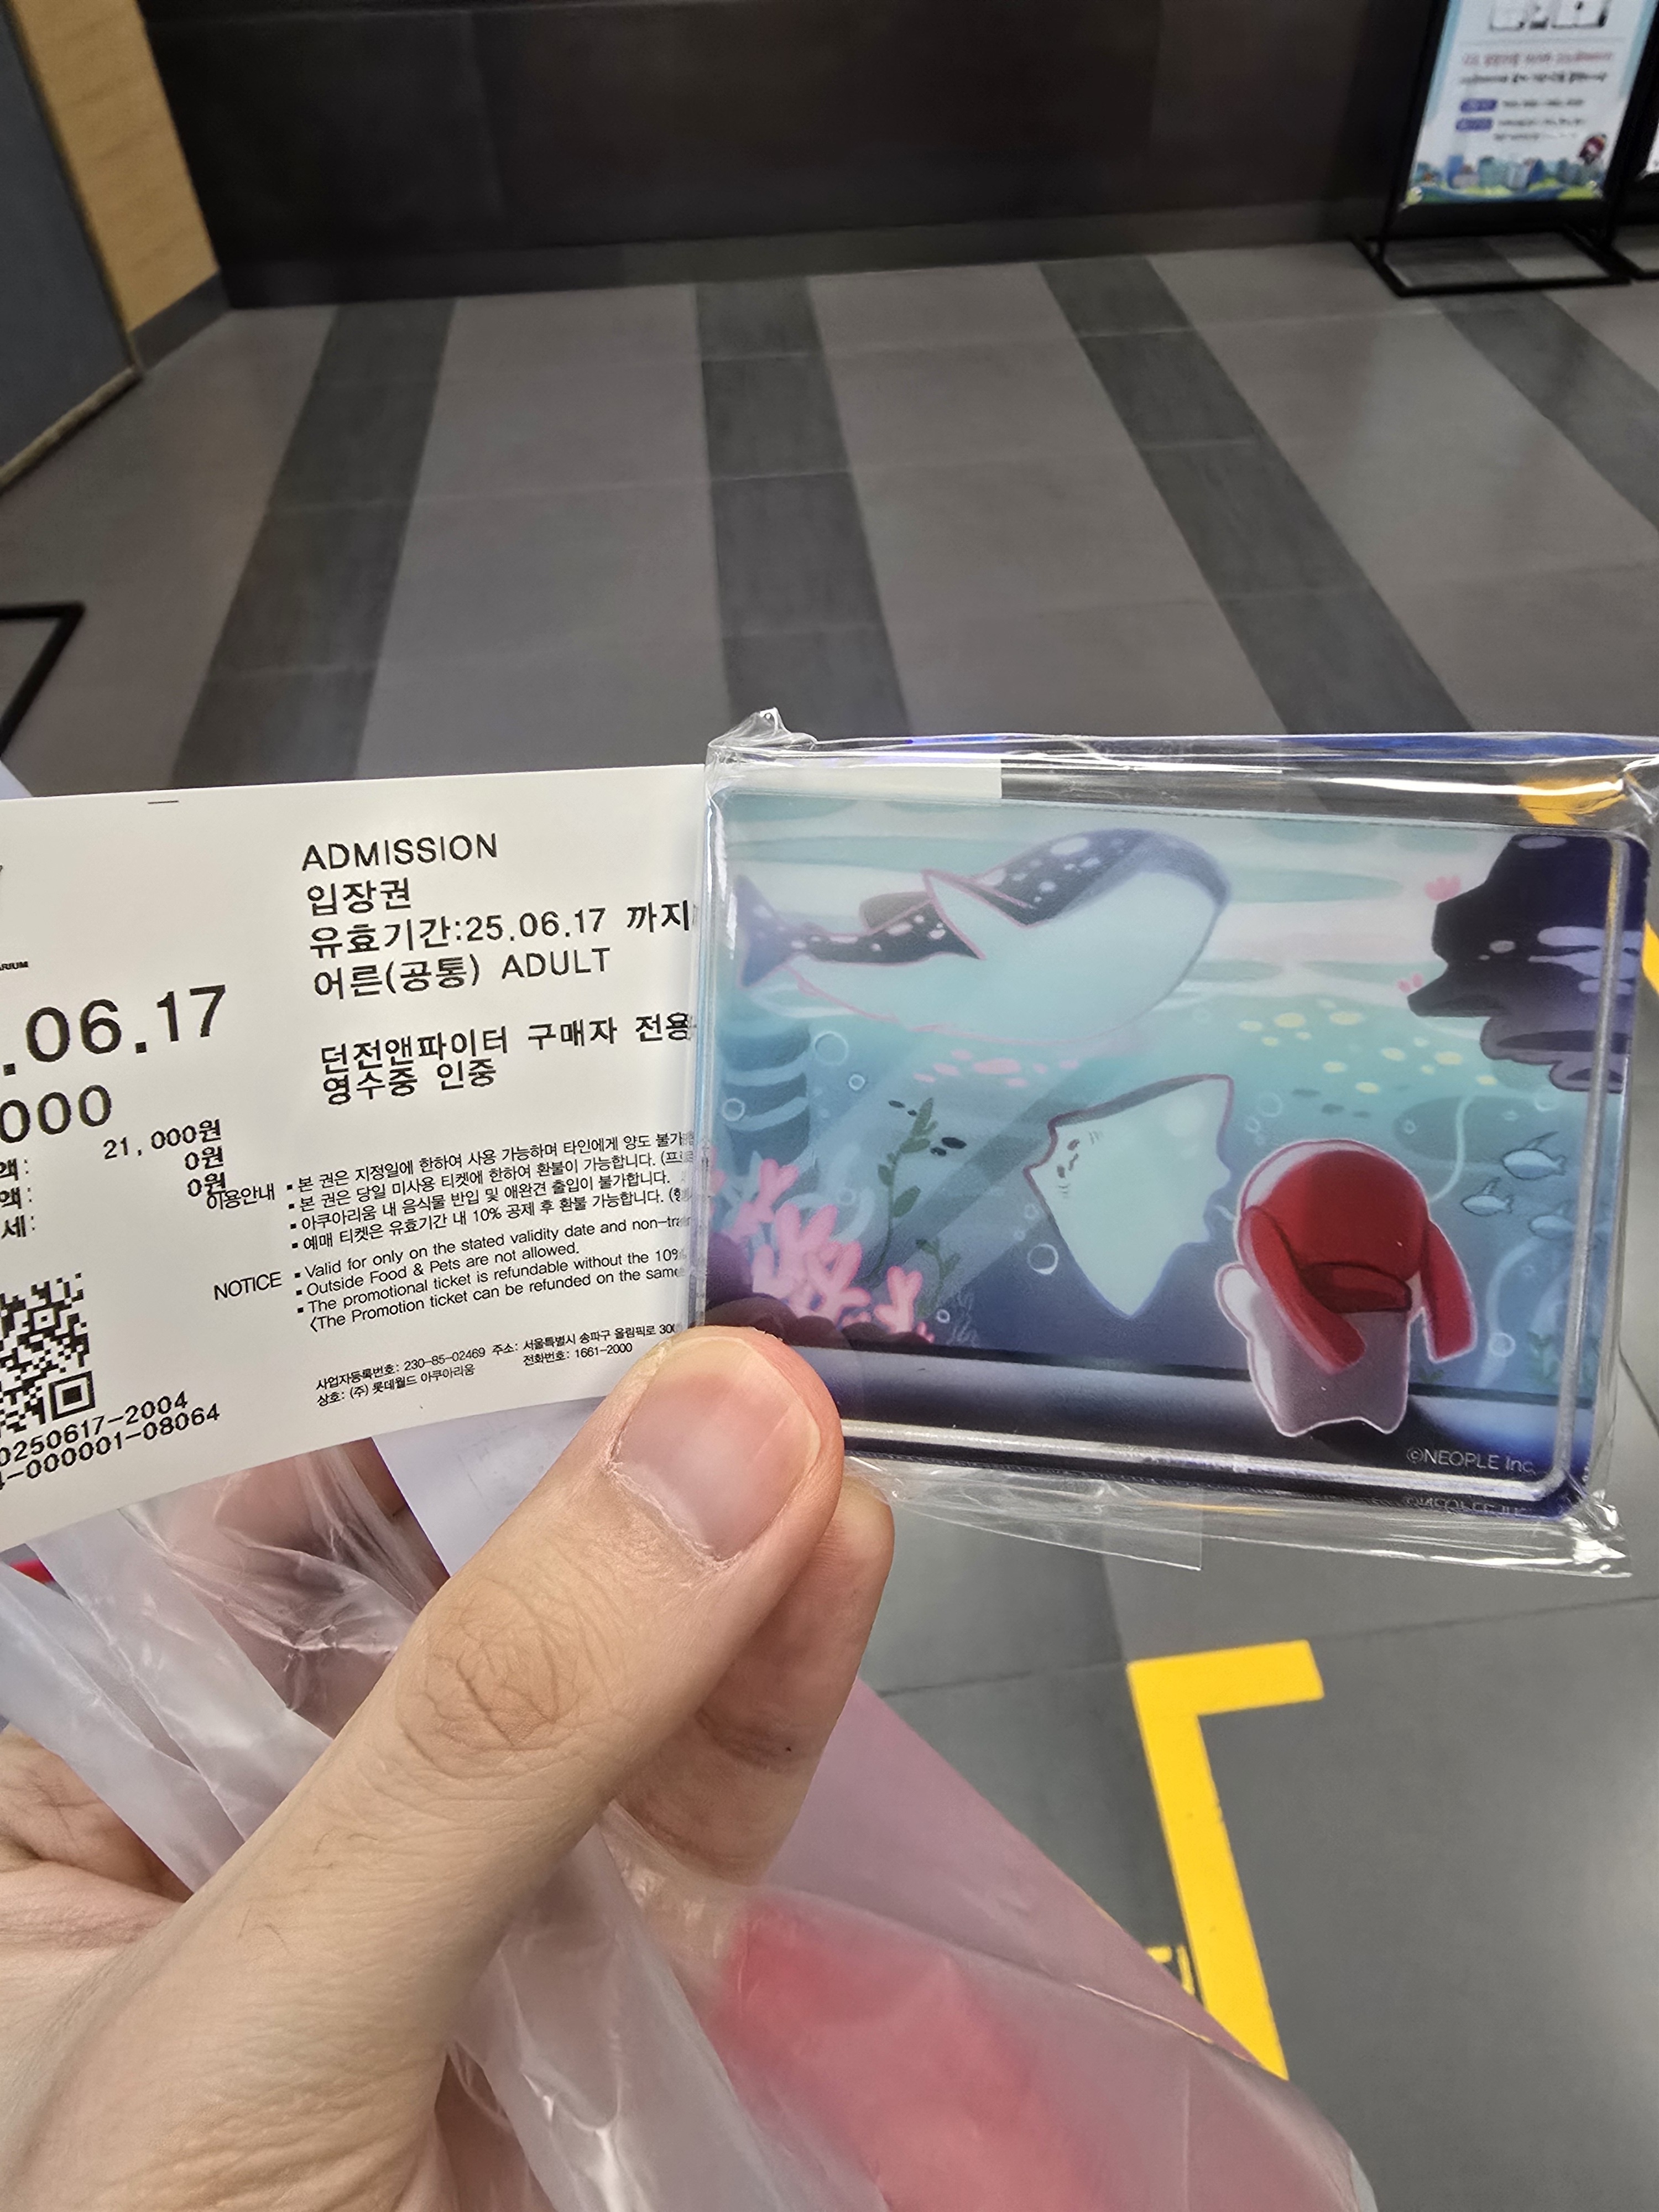 ADMISSION
입장권
유효기간:25.06.17 까지
어른(공통) ADULT
던전앤파이터 구매자 전용
영수증 인증
.06.17
000
21,000원
액: 0원
액: 0원
세:
이용안내
▪ 본 권은 지정일에 한하여 사용 가능하며 타인에게 양도 불가
▪ 본 권은 당일 미사용 티켓에 한하여 환불이 가능합니다.
▪ 아쿠아리움 내 음식물 반입 및 애완견 출입이 불가합니다.
▪ 예매 티켓은 유효기간 내 10% 공제 후 환불 가능합니다.
NOTICE
▪ Valid for only on the stated validity date and non-tra
▪ Outside Food & Pets are not allowed.
▪ The promotional ticket is refundable without the 10%
〈The Promotion ticket can be refunded on the same
사업자등록번호: 230-85-02469 주소: 서울특별시 송파구 올림픽로 300
상호: (주) 롯데월드 아쿠아리움 전화번호: 1661-2000
0250617-2004
-000001-08064
©NEOPLE Inc.